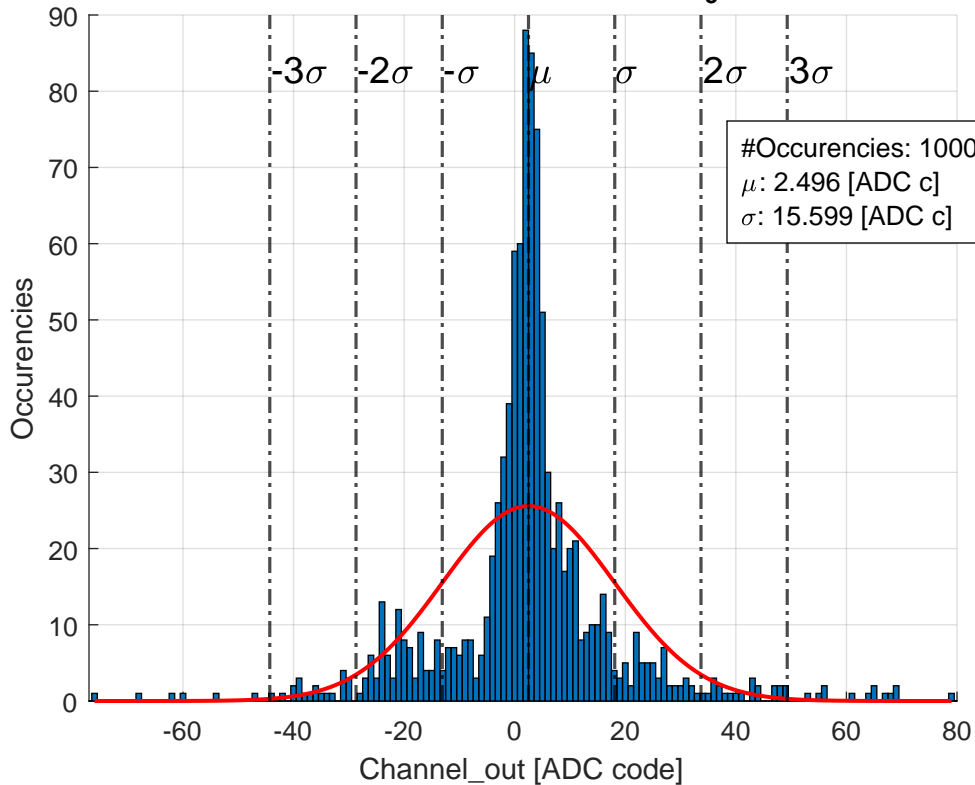 90
80
70
60
50
40
30
20
10
0
Occurencies
-3σ -2σ -σ μ σ 2σ 3σ
#Occurencies: 1000
μ: 2.496 [ADC c]
σ: 15.599 [ADC c]
-60 -40 -20 0 20 40 60 80
Channel_out [ADC code]